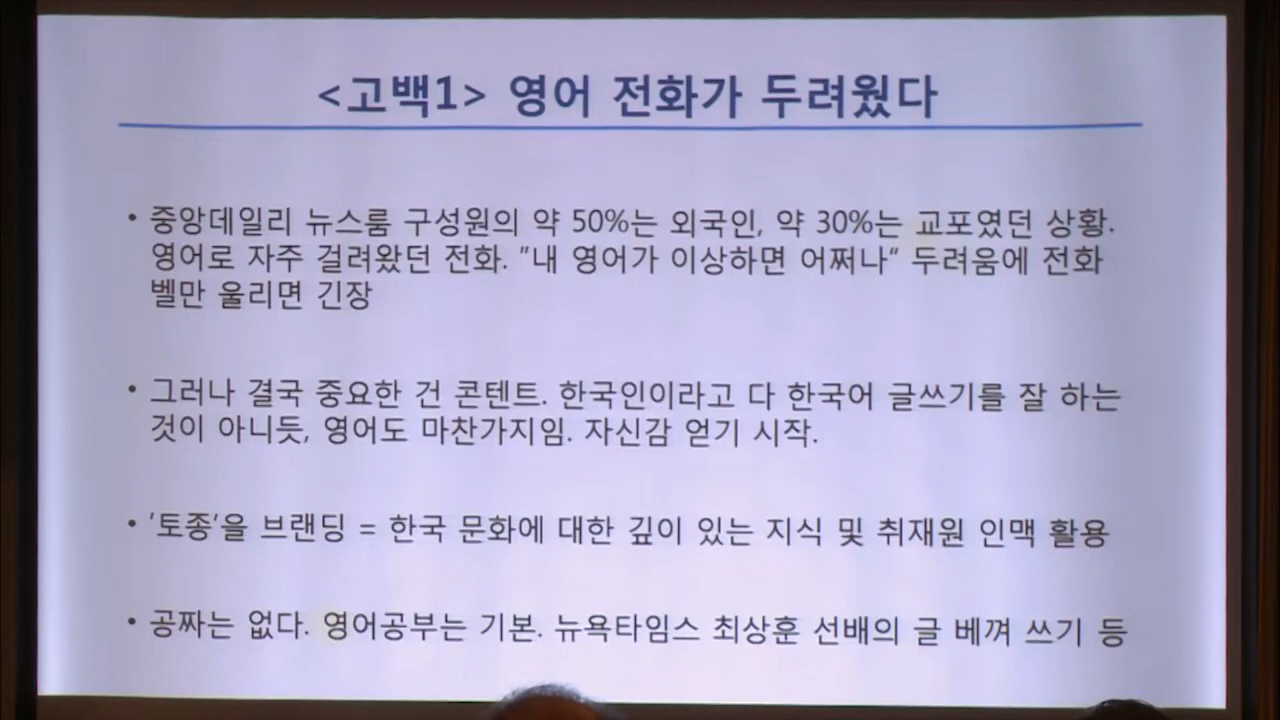 <고백1> 영어 전화가 두려웠다
• 중앙데일리 뉴스룸 구성원의 약 50%는 외국인, 약 30%는 교포였던 상황.
영어로 자주 걸려왔던 전화. "내 영어가 이상하면 어쩌나" 두려움에 전화
벨만 울리면 긴장
• 그러나 결국 중요한 건 콘텐트. 한국인이라고 다 한국어 글쓰기를 잘 하는
것이 아니듯, 영어도 마찬가지임. 자신감 얻기 시작.
• '토종'을 브랜딩 = 한국 문화에 대한 깊이 있는 지식 및 취재원 인맥 활용
• 공짜는 없다. 영어공부는 기본. 뉴욕타임스 최상훈 선배의 글 베껴 쓰기 등